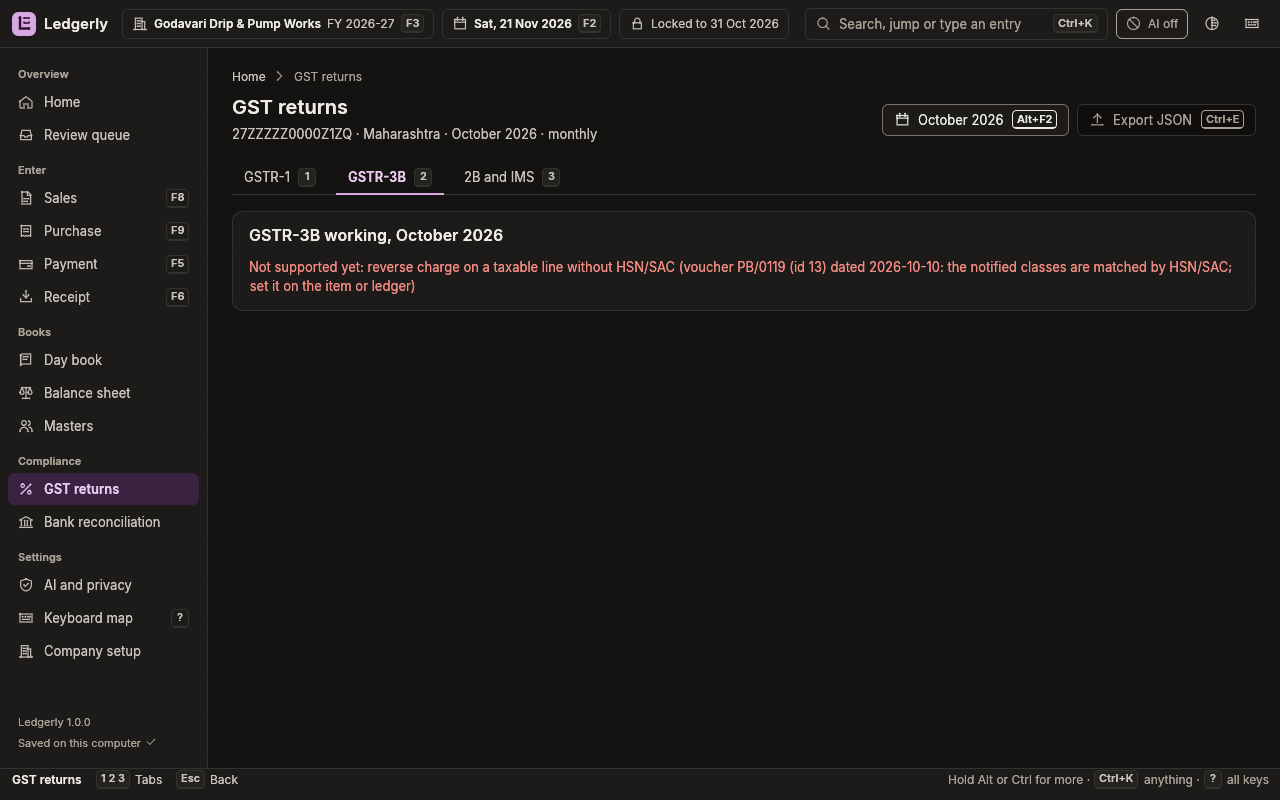 Ledgerly
Godavari Drip & Pump Works FY 2026-27 F3
Sat, 21 Nov 2026 F2
Locked to 31 Oct 2026
Search, jump or type an entry Ctrl+K
AI off
Overview
Home
Review queue
Enter
Sales F8
Purchase F9
Payment F5
Receipt F6
Books
Day book
Balance sheet
Masters
Compliance
GST returns
Bank reconciliation
Settings
AI and privacy
Keyboard map ?
Company setup
Ledgerly 1.0.0
Saved on this computer
Home GST returns
GST returns
27ZZZZZ0000Z1ZQ · Maharashtra · October 2026 · monthly
October 2026 Alt+F2
Export JSON Ctrl+E
GSTR-1 1 GSTR-3B 2 2B and IMS 3
GSTR-3B working, October 2026
Not supported yet: reverse charge on a taxable line without HSN/SAC (voucher PB/0119 (id 13) dated 2026-10-10: the notified classes are matched by HSN/SAC;
set it on the item or ledger)
GST returns 1 2 3 Tabs Esc Back
Hold Alt or Ctrl for more · Ctrl+K anything · ? all keys